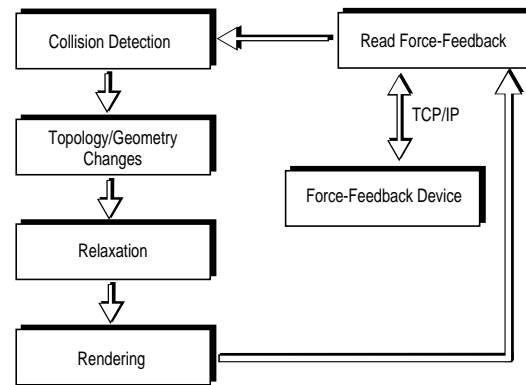 Collision Detection
Read Force-Feedback
TCP/IP
Topology/Geometry
Changes
Force-Feedback Device
Relaxation
Rendering